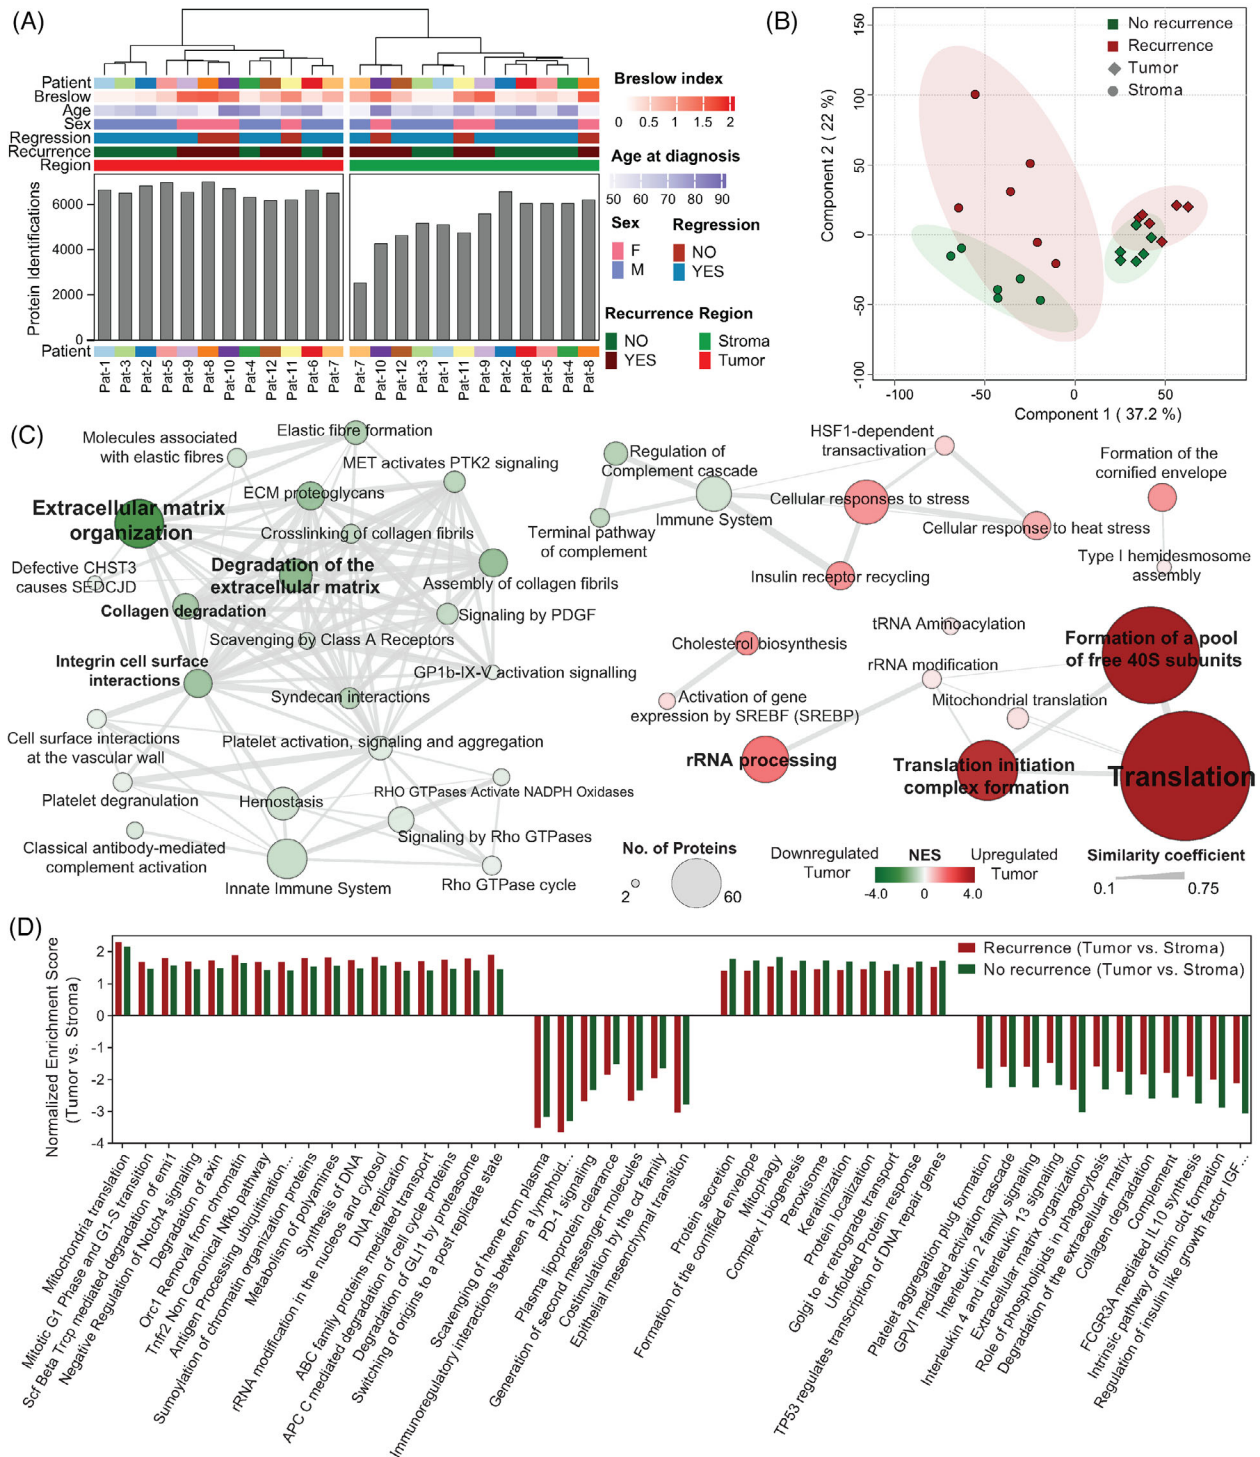 (A)
Patient
Breslow
Age
Sex
Regression
Recurrence
Region
Protein Identifications
6000
4000
2000
0
Patient
Pat-1
Pat-3
Pat-2
Pat-5
Pat-9
Pat-8
Pat-10
Pat-4
Pat-12
Pat-11
Pat-6
Pat-7
Pat-7
Pat-10
Pat-12
Pat-3
Pat-1
Pat-11
Pat-9
Pat-2
Pat-6
Pat-5
Pat-4
Pat-8
Breslow index
0 0.5 1 2
Age at diagnosis
50 60 70 80 90
Sex
F
M
Regression
NO
YES
Recurrence
NO
YES
Region
Stroma
Tumor
(B)
Component 2 ( 22 %)
150
100
50
0
-50
-100
No recurrence
Recurrence
Tumor
Stroma
-100 -50 0 50
Component 1 ( 37.2 %)
(C)
Molecules associated
with elastic fibres
Elastic fibre formation
MET activates PTK2 signaling
ECM proteoglycans
Extracellular matrix
organization
Crosslinking of collagen fibrils
Defective CHST3
causes SEDCJD
Degradation of the
extracellular matrix
Assembly of collagen fibrils
Collagen degradation
Signaling by PDGF
Scavenging by Class A Receptors
Integrin cell surface
interactions
GP1b-IX-V activation signalling
Syndecan interactions
Cell surface interactions
at the vascular wall
Platelet activation, signaling and aggregation
Platelet degranulation
Hemostasis
RHO GTPases Activate NADPH Oxidases
Signaling by Rho GTPases
Classical antibody-mediated
complement activation
Innate Immune System
Rho GTPase cycle
Regulation of
Complement cascade
Terminal pathway
of complement
Immune System
HSF1-dependent
transactivation
Cellular responses to stress
Cellular response to heat stress
Insulin receptor recycling
Formation of the
cornified envelope
Type I hemidesmosome
assembly
Cholesterol biosynthesis
Activation of gene
expression by SREBF (SREBP)
tRNA Aminoacylation
rRNA modification
Mitochondrial translation
Formation of a pool
of free 40S subunits
rRNA processing
Translation initiation
complex formation
Translation
No. of Proteins
2 60
Downregulated
Tumor
NES
-4.0 0 4.0
Upregulated
Tumor
Similarity coefficient
0.1 0.75
(D)
Normalized Enrichment Score
(Tumor vs. Stroma)
2
1
0
-1
-2
-3
-4
Recurrence (Tumor vs. Stroma)
No recurrence (Tumor vs. Stroma)
Mitochondria translation
Mitotic G1 Phase and G1-S transition
Scf Beta Trcp mediated degradation of emi1
Negative Regulation of Notch4 signaling
Degradation of axin
Orc1 Removal from chromatin
Tnfr2 Non Canonical Nfkb pathway
Antigen Processing ubiquitination...
Sumoylation of chromatin organization proteins
Metabolism of polyamines
Synthesis of DNA
rRNA modification in the nucleos and cytosol
DNA replication
ABC family proteins mediated transport
APC C mediated degradation of cell cycle proteins
Degradation of GLI1 by proteasome
Switching of origins to a post replicate state
Scavenging of heme from plasma
Immunoregulatory interactions between a lymphoid...
PD-1 signaling
Plasma lipoprotein clearance
Generation of second messenger molecules
Costimulation by the cd family
Epithelial mesenchymal transition
Protein secretion
Formation of the cornified envelope
Mitophagy
Complex I biogenesis
Peroxisome
Keratinization
Protein localization
Golgi to er retrograde transport
Unfolded Protein response
TP53 regulates transcription of DNA repair genes
Platelet aggregation plug formation
GPVI mediated activation cascade
Interleukin 2 family signaling
Interleukin 4 and interleukin 13 signaling
Extracellular matrix organization
Role of phospholipids in phagocytosis
Degradation of the extracellular matrix
Collagen degradation
Complement
FCGR3A mediated IL10 synthesis
Intrinsic pathway of fibrin clot formation
Regulation of insulin like growth factor IGF...